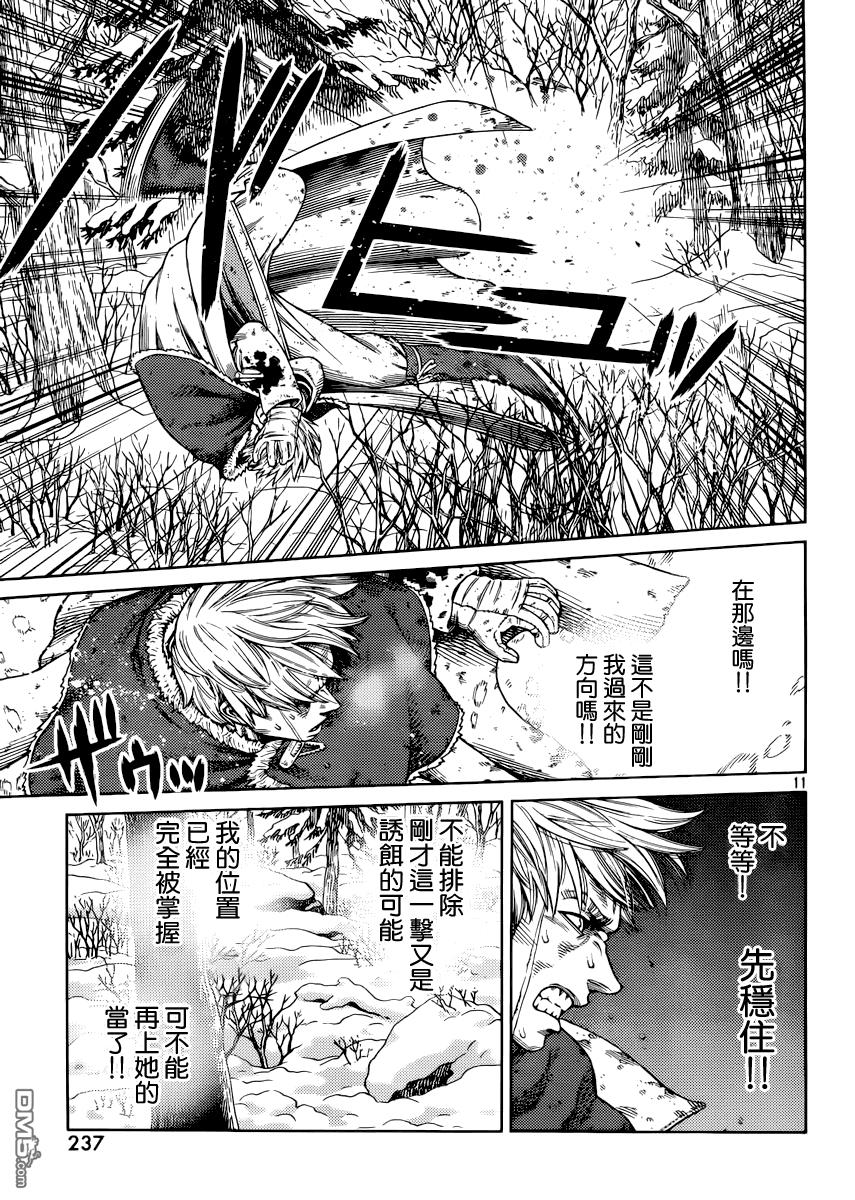 ビュッ
在那邊嗎!!
這不是剛剛
我過來的
方向嗎!!
ザウッ
11
不
等等!
先穩住!!
不能排除
剛才這一擊又是
誘餌的可能
我的位置
已經
完全被掌握
可不能
再上她的
當了!!
237
DM5.com